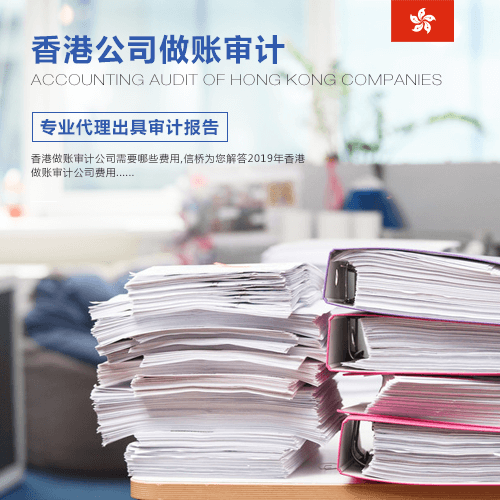 香港公司做账审计
ACCOUNTING AUDIT OF HONG KONG COMPANIES
专业代理出具审计报告
香港做账审计公司需要哪些费用,信桥为您解答2019年香港
做账审计公司费用......